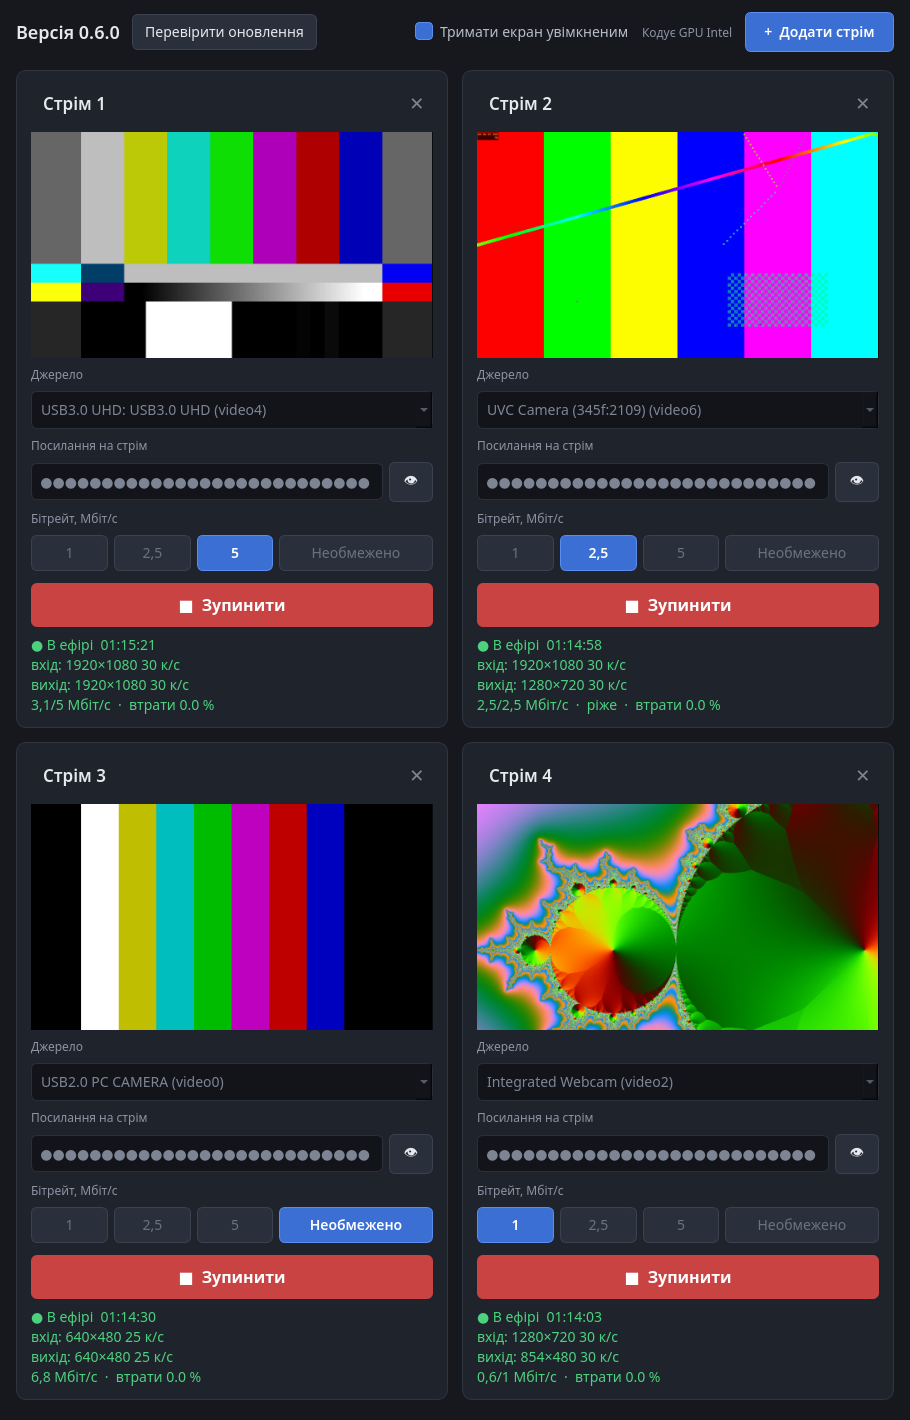 Версія 0.6.0 Перевірити оновлення Тримати екран увімкненим Кодує GPU Intel + Додати стрім
Стрім 1 ✕
Джерело
USB3.0 UHD: USB3.0 UHD (video4)
Посилання на стрім
●●●●●●●●●●●●●●●●●●●●●●●●●●●
Бітрейт, Мбіт/с
1 2,5 5 Необмежено
■ Зупинити
● В ефірі 01:15:21
вхід: 1920×1080 30 к/с
вихід: 1920×1080 30 к/с
3,1/5 Мбіт/с · втрати 0.0 %
Стрім 2 ✕
Джерело
UVC Camera (345f:2109) (video6)
Посилання на стрім
●●●●●●●●●●●●●●●●●●●●●●●●●●●
Бітрейт, Мбіт/с
1 2,5 5 Необмежено
■ Зупинити
● В ефірі 01:14:58
вхід: 1920×1080 30 к/с
вихід: 1280×720 30 к/с
2,5/2,5 Мбіт/с · ріже · втрати 0.0 %
Стрім 3 ✕
Джерело
USB2.0 PC CAMERA (video0)
Посилання на стрім
●●●●●●●●●●●●●●●●●●●●●●●●●●●
Бітрейт, Мбіт/с
1 2,5 5 Необмежено
■ Зупинити
● В ефірі 01:14:30
вхід: 640×480 25 к/с
вихід: 640×480 25 к/с
6,8 Мбіт/с · втрати 0.0 %
Стрім 4 ✕
Джерело
Integrated Webcam (video2)
Посилання на стрім
●●●●●●●●●●●●●●●●●●●●●●●●●●●
Бітрейт, Мбіт/с
1 2,5 5 Необмежено
■ Зупинити
● В ефірі 01:14:03
вхід: 1280×720 30 к/с
вихід: 854×480 30 к/с
0,6/1 Мбіт/с · втрати 0.0 %